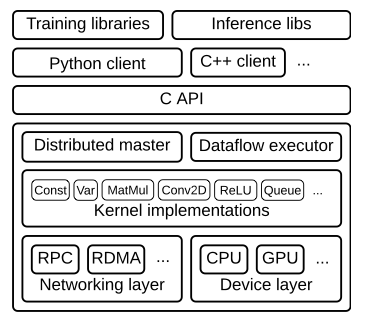 Training libraries Inference libs
Python client C++ client ...
C API
Distributed master Dataflow executor
Const Var MatMul Conv2D ReLU Queue ...
Kernel implementations
RPC RDMA ... CPU GPU ...
Networking layer Device layer